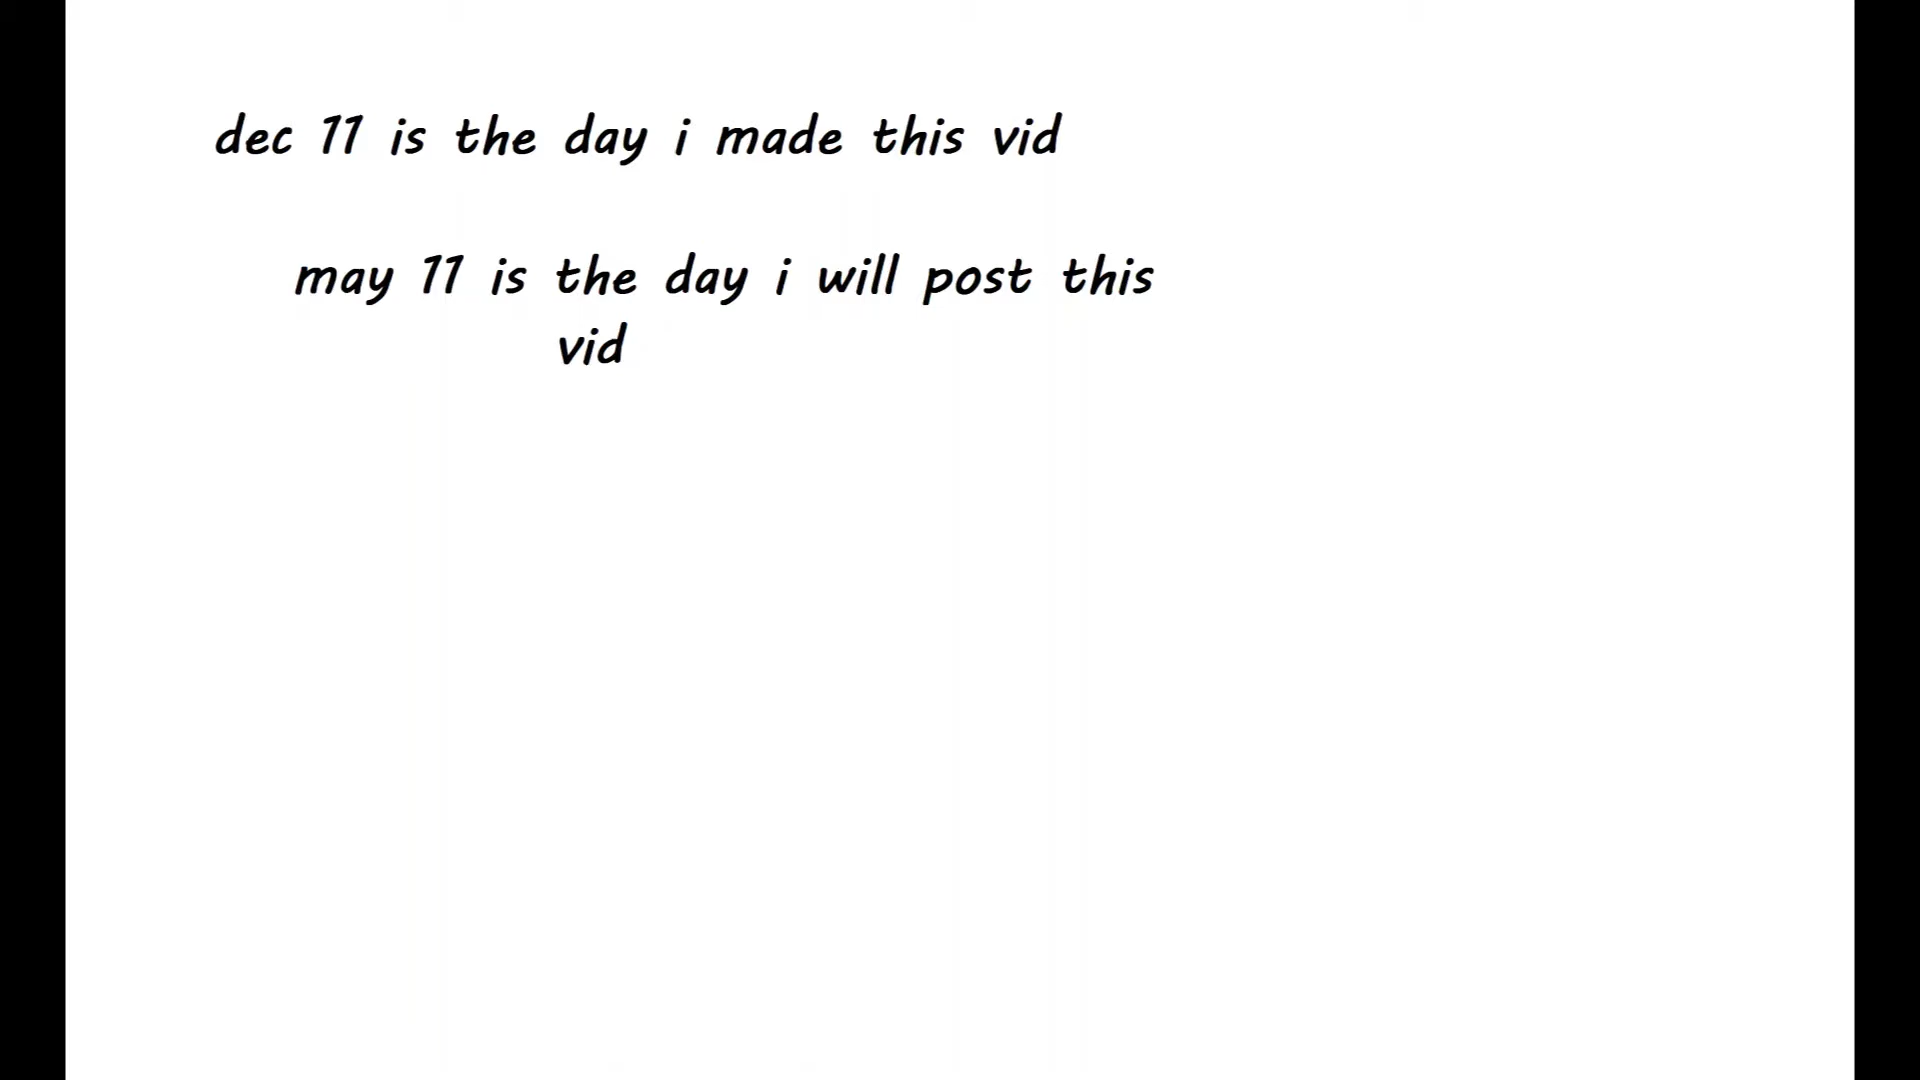 dec 11 is the day i made this vid
may 11 is the day i will post this
vid